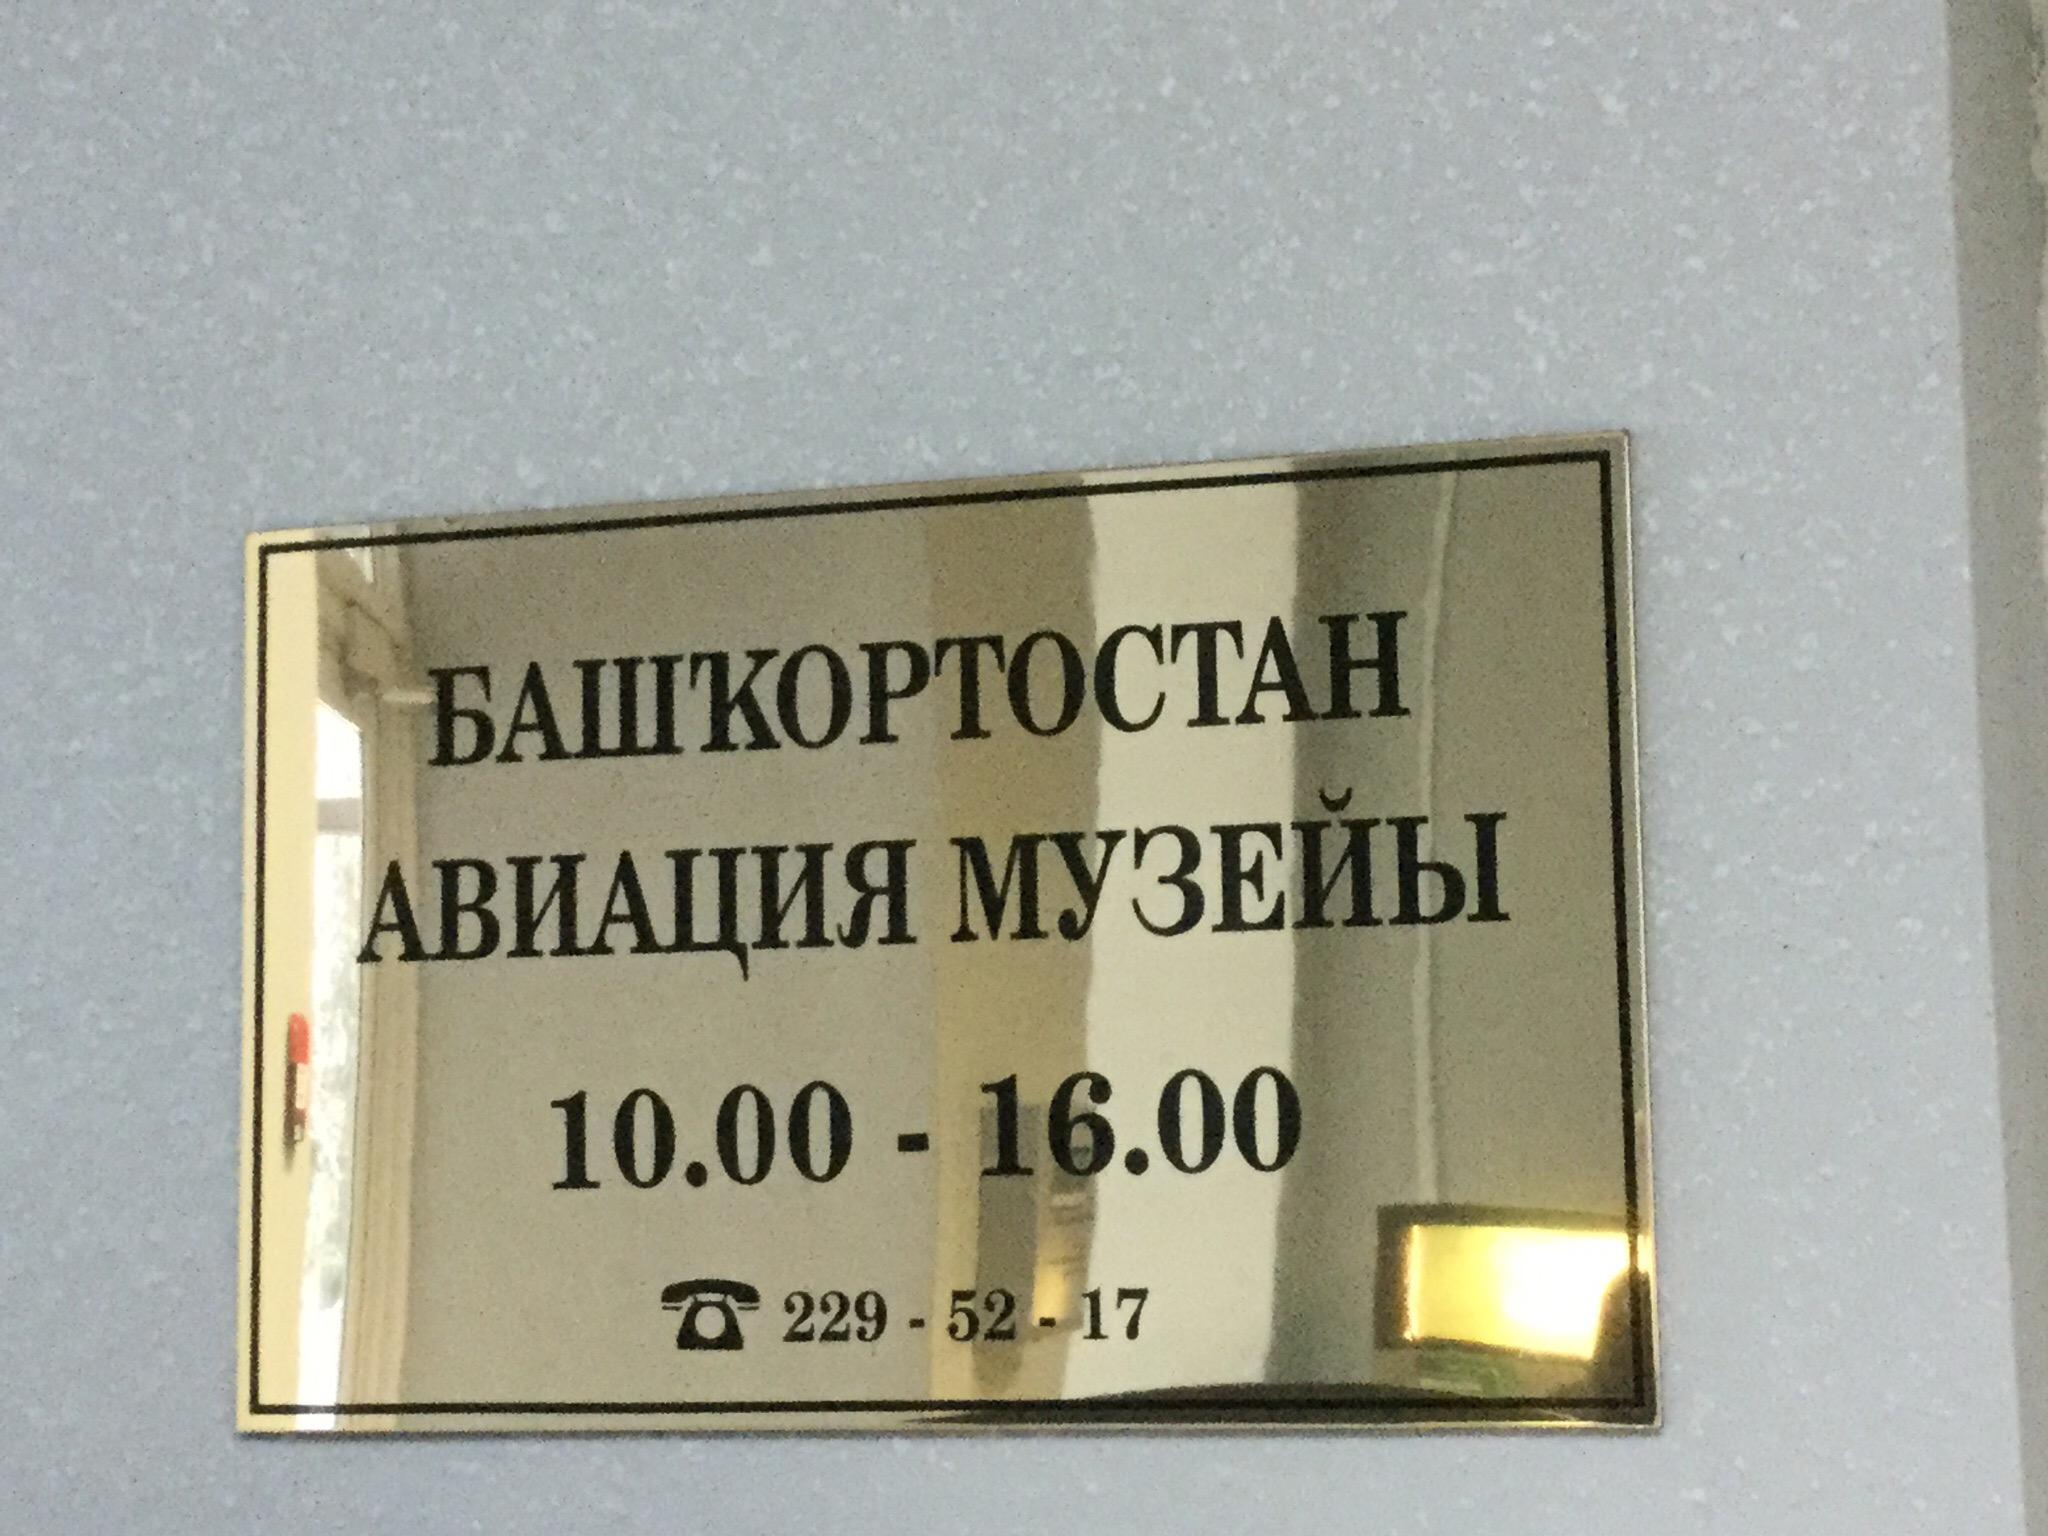 БАШҠОРТОСТАН
АВИАЦИЯ МУЗЕЙЫ
10.00 - 16.00
☎ 229 - 52 - 17